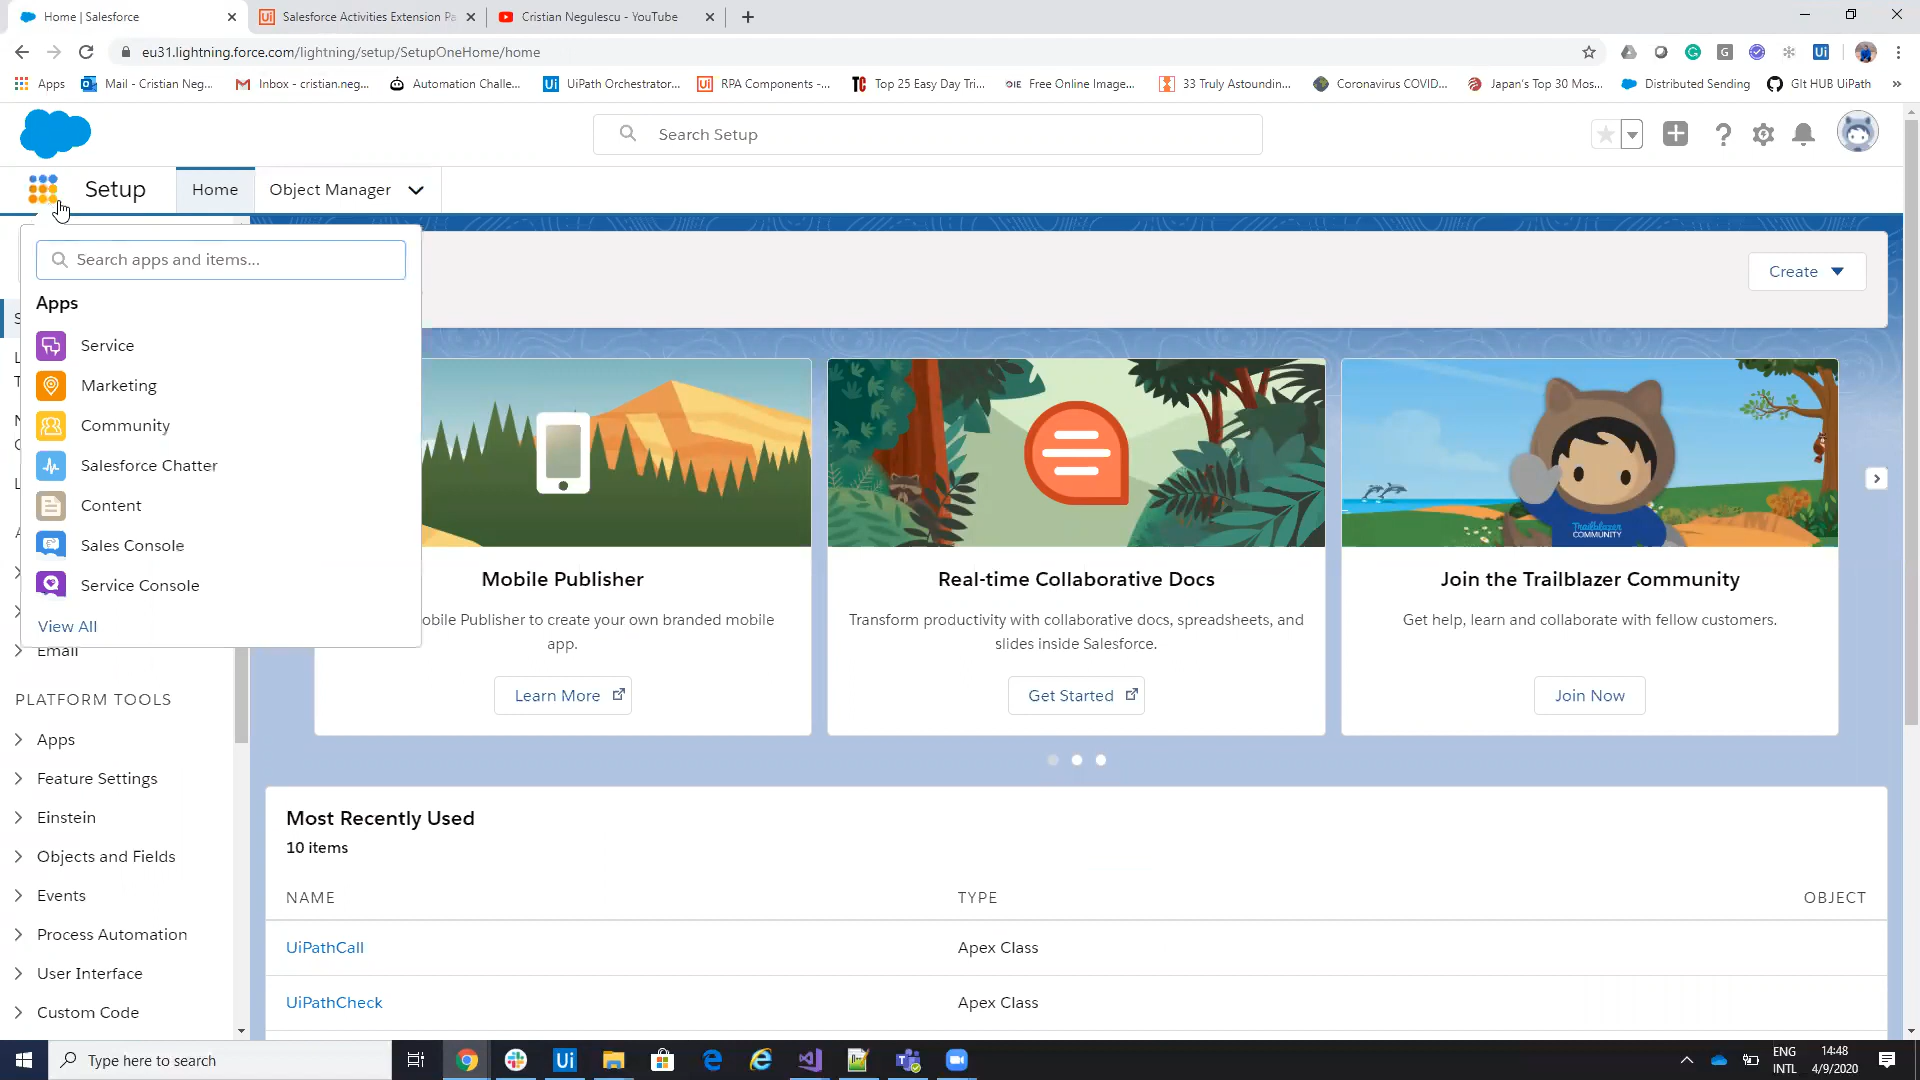 Home | Salesforce
Salesforce Activities Extension Pa
Cristian Negulescu - YouTube
eu31.lightning.force.com/lightning/setup/SetupOneHome/home
Apps
Mail - Cristian Neg...
Inbox - cristian.neg...
Automation Challe...
UiPath Orchestrator...
RPA Components -...
Top 25 Easy Day Tri...
Free Online Image...
33 Truly Astoundin...
Coronavirus COVID...
Japan's Top 30 Mos...
Distributed Sending
GIt HUB UiPath
Search Setup
Setup
Home
Object Manager
Search apps and items...
Create
Apps
Service
Marketing
Community
Salesforce Chatter
Content
Sales Console
Service Console
View All
Email
PLATFORM TOOLS
Apps
Feature Settings
Einstein
Objects and Fields
Events
Process Automation
User Interface
Custom Code
Trailblazer
COMMUNITY
Mobile Publisher
obile Publisher to create your own branded mobile
app.
Learn More
Real-time Collaborative Docs
Transform productivity with collaborative docs, spreadsheets, and
slides inside Salesforce.
Get Started
Join the Trailblazer Community
Get help, learn and collaborate with fellow customers.
Join Now
Most Recently Used
10 items
NAME TYPE OBJECT
UiPathCall Apex Class
UiPathCheck Apex Class
Type here to search
ENG
INTL
14:48
4/9/2020